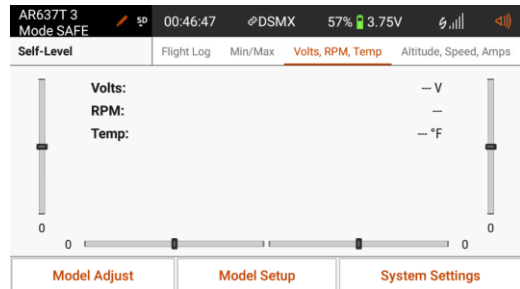 AR637T 3
Mode SAFE
SD
00:46:47
DSMX
57% 3.75V
Self-Level
Flight Log
Min/Max
Volts, RPM, Temp
Altitude, Speed, Amps
Volts: --- V
RPM: ---
Temp: --- °F
0
0
0
0
Model Adjust
Model Setup
System Settings